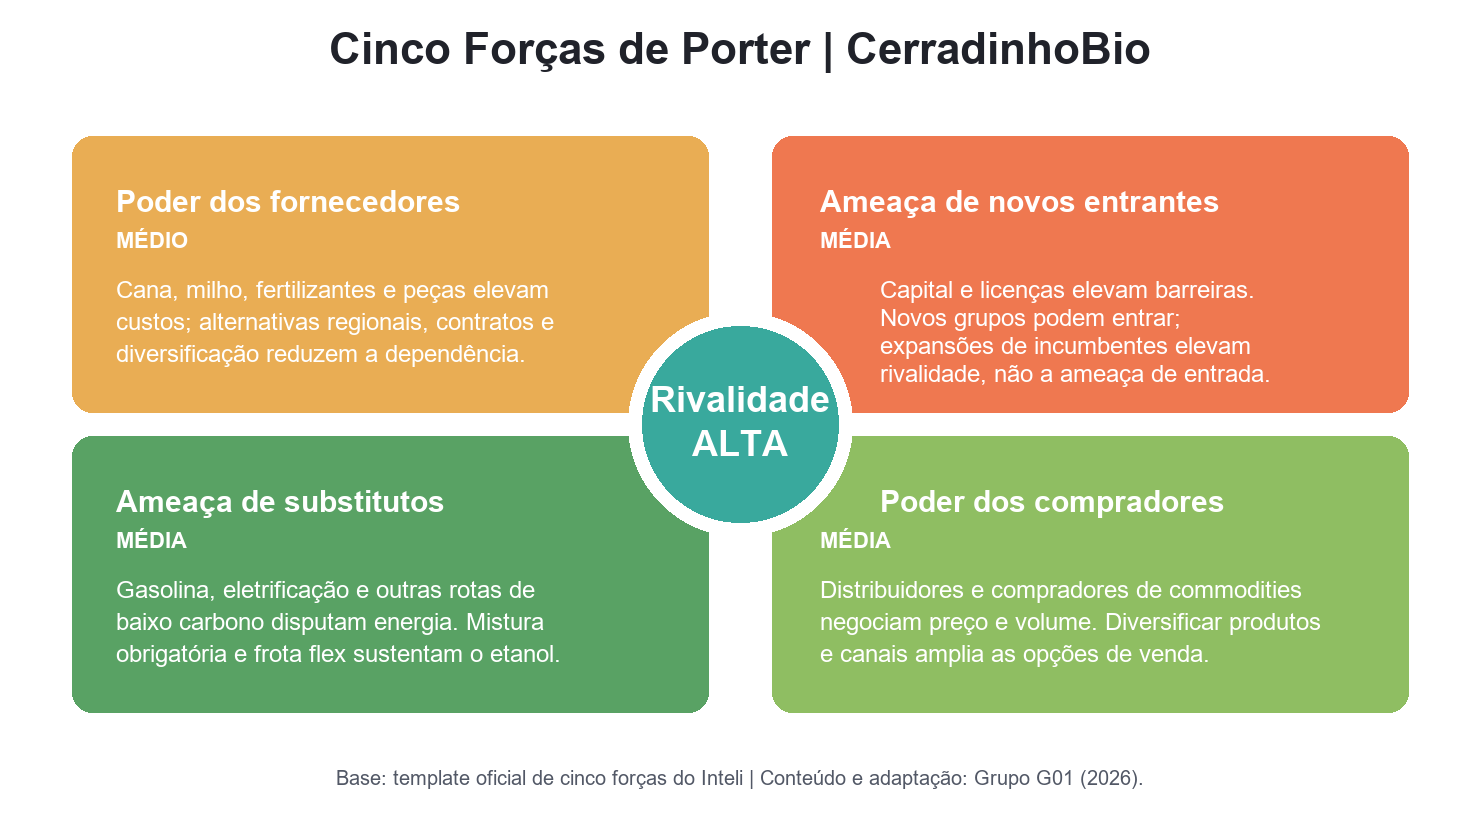 Cinco Forças de Porter | CerradinhoBio
Poder dos fornecedores
MÉDIO
Cana, milho, fertilizantes e peças elevam
custos; alternativas regionais, contratos e
diversificação reduzem a dependência.
Ameaça de novos entrantes
MÉDIA
Capital e licenças elevam barreiras.
Novos grupos podem entrar;
expansões de incumbentes elevam
rivalidade, não a ameaça de entrada.
Rivalidade
ALTA
Ameaça de substitutos
MÉDIA
Gasolina, eletrificação e outras rotas de
baixo carbono disputam energia. Mistura
obrigatória e frota flex sustentam o etanol.
Poder dos compradores
MÉDIA
Distribuidores e compradores de commodities
negociam preço e volume. Diversificar produtos
e canais amplia as opções de venda.
Base: template oficial de cinco forças do Inteli | Conteúdo e adaptação: Grupo G01 (2026).